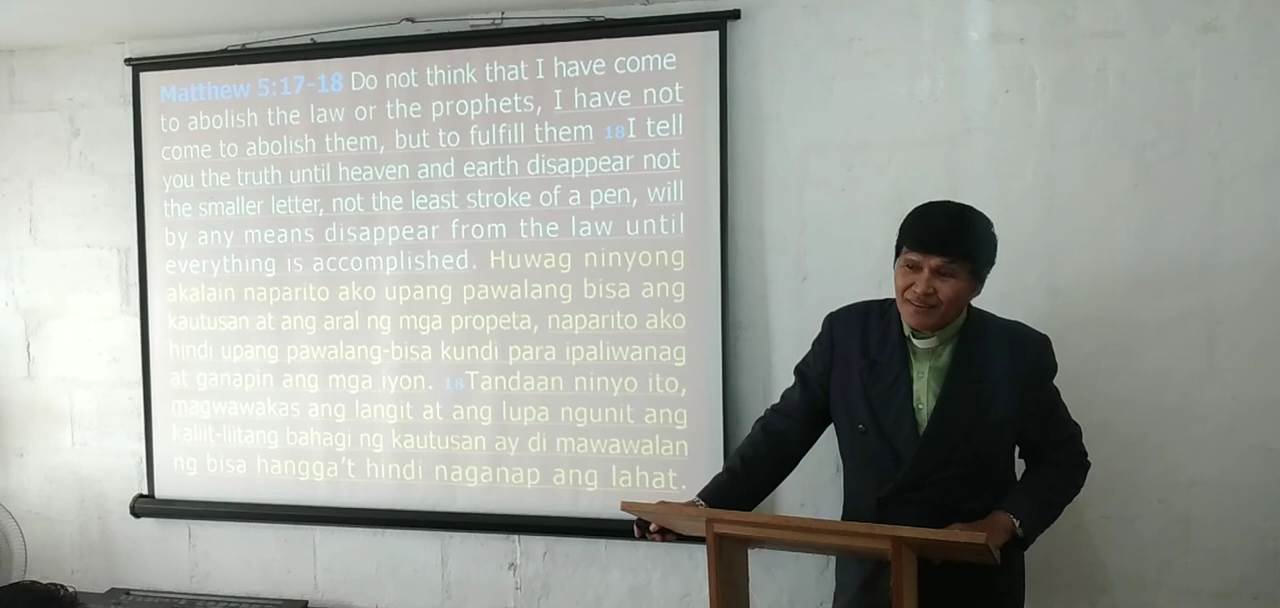 Matthew 5:17-18 Do not think that I have come
to abolish the law or the prophets, I have not
come to abolish them, but to fulfill them 18I tell
you the truth until heaven and earth disappear not
the smaller letter, not the least stroke of a pen, will
by any means disappear from the law until
everything is accomplished. Huwag ninyong
akalain naparito ako upang pawalang bisa ang
kautusan at ang aral ng mga propeta, naparito ako
hindi upang pawalang-bisa kundi para ipaliwanag
at ganapin ang mga iyon. 18Tandaan ninyo ito,
magwawakas ang langit at ang lupa ngunit ang
kaliit-liitang bahagi ng kautusan ay di mawawalan
ng bisa hangga't hindi naganap ang lahat.